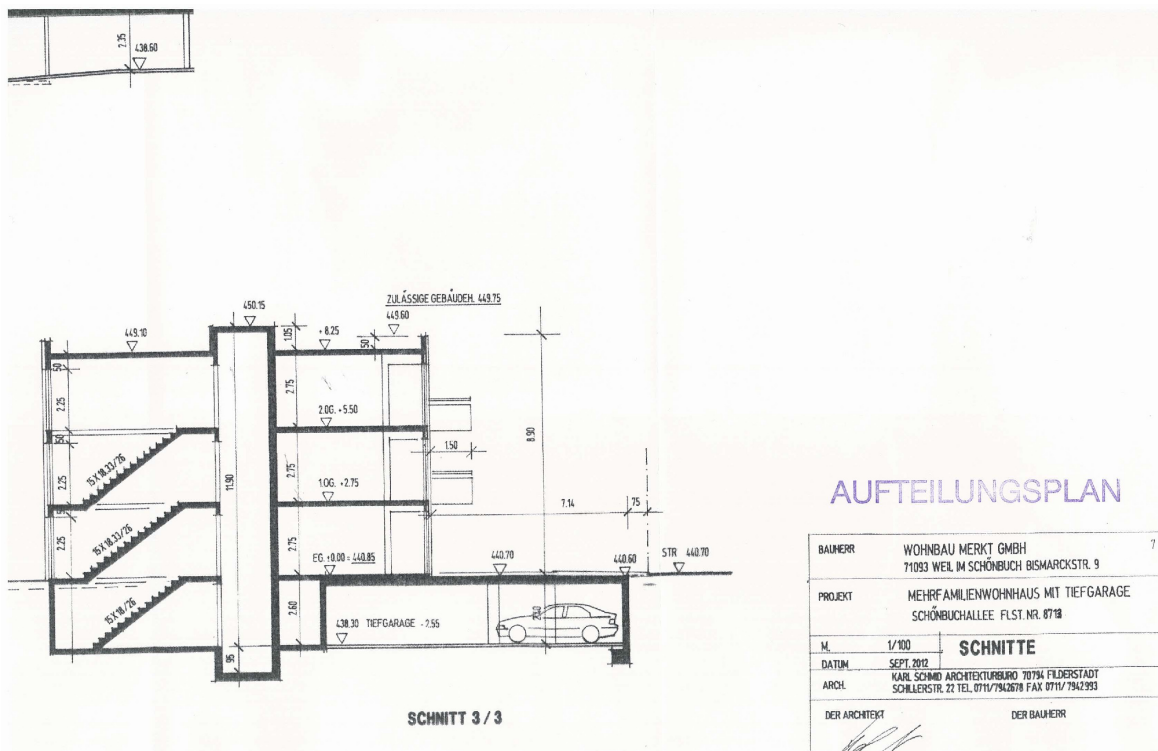 2.35
438.60
ZULÄSSIGE GEBÄUDEH. 449.75
450.15
449.60
449.10
1.05
+ 8.25
50
50
2.75
2.25
2.0G. +5.50
50
1.50
8.90
15 X 18.33/26
11.90
2.25
2.75
1.0G. +2.75
7.14
75
15 X 18.33/26
2.25
2.75
EG. ±0.00 = 440.85
440.70
440.60
STR 440.70
15 X 18/26
2.60
438.30 TIEFGARAGE - 2.55
95
SCHNITT 3 / 3
AUFTEILUNGSPLAN
BAUHERR WOHNBAU MERKT GMBH 7
71093 WEIL IM SCHÖNBUCH BISMARCKSTR. 9
PROJEKT MEHRFAMILIENWOHNHAUS MIT TIEFGARAGE
SCHÖNBUCHALLEE FLST. NR. 8718
M. 1/100 SCHNITTE
DATUM SEPT. 2012
ARCH. KARL SCHMID ARCHITEKTURBÜRO 70794 FILDERSTADT
SCHILLERSTR. 22 TEL. 0711/7942678 FAX 0711/7942993
DER ARCHITEKT DER BAUHERR